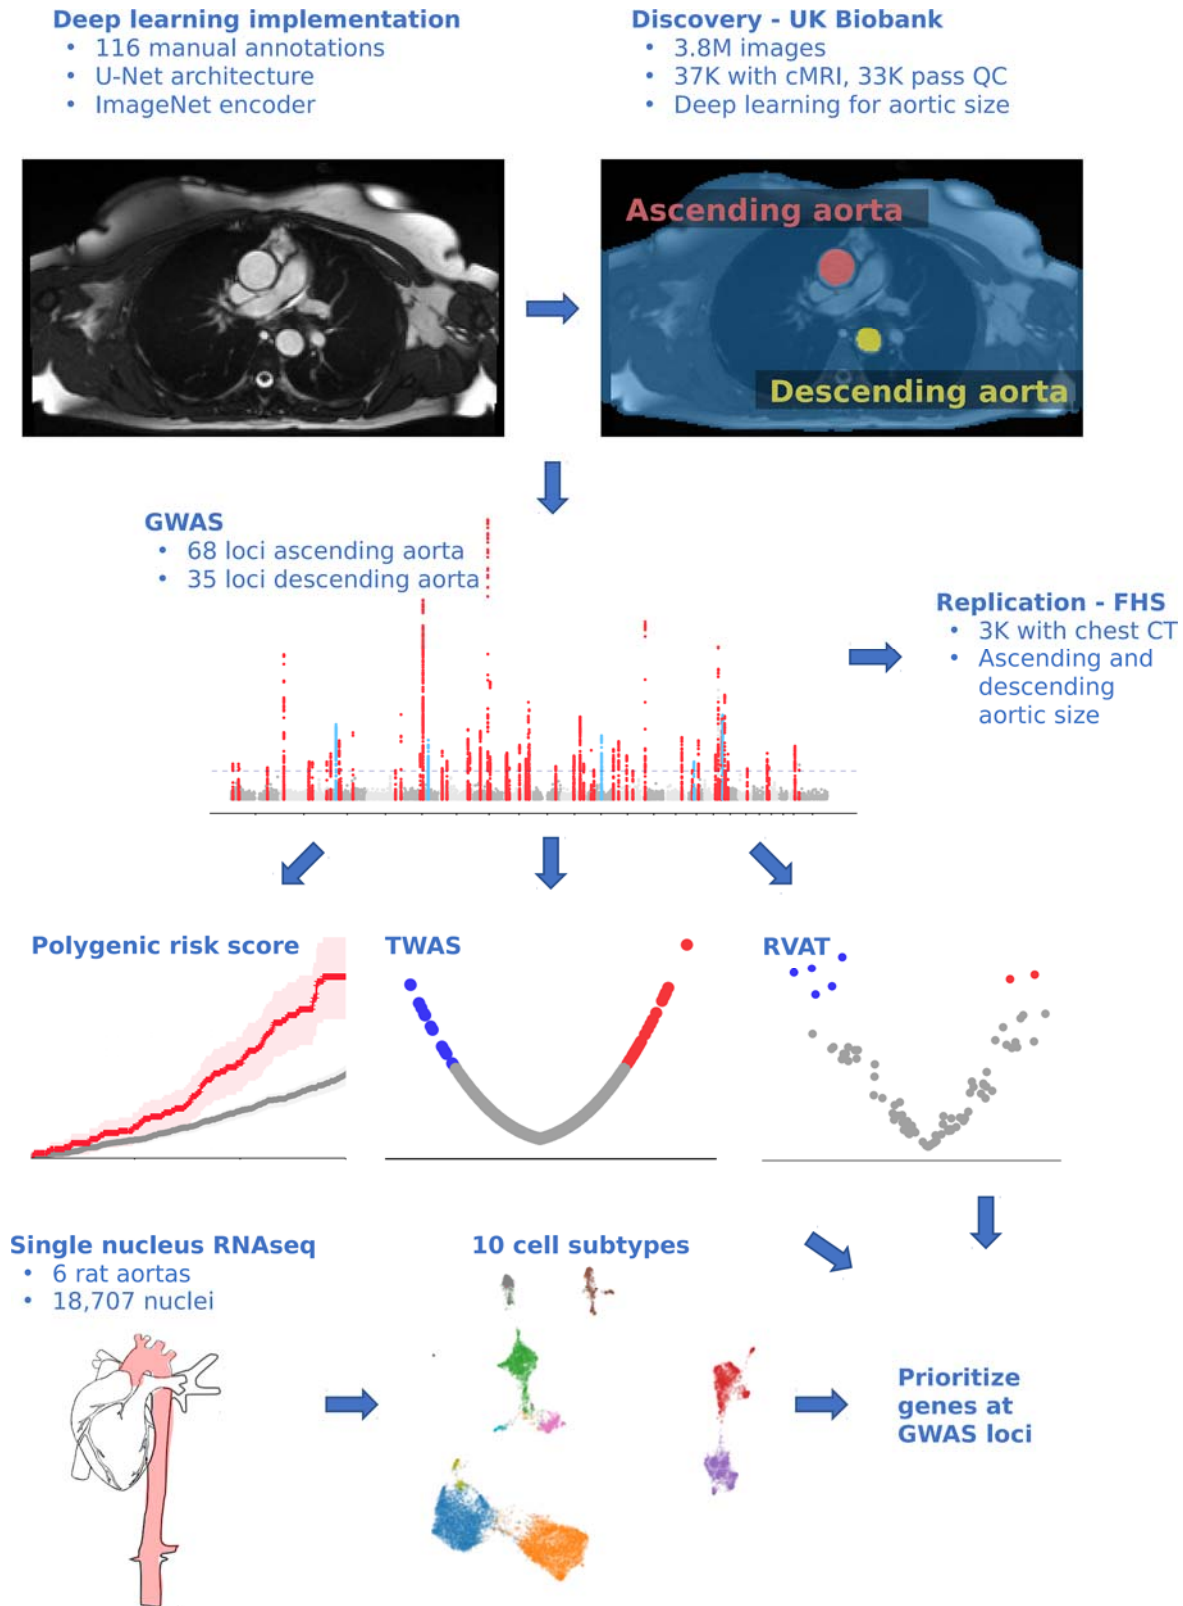 Deep learning implementation
• 116 manual annotations
• U-Net architecture
• ImageNet encoder
Discovery - UK Biobank
• 3.8M images
• 37K with cMRI, 33K pass QC
• Deep learning for aortic size
Ascending aorta
Descending aorta
GWAS
• 68 loci ascending aorta
• 35 loci descending aorta
Replication - FHS
• 3K with chest CT
• Ascending and
descending
aortic size
Polygenic risk score
TWAS
RVAT
Single nucleus RNAseq
• 6 rat aortas
• 18,707 nuclei
10 cell subtypes
Prioritize
genes at
GWAS loci